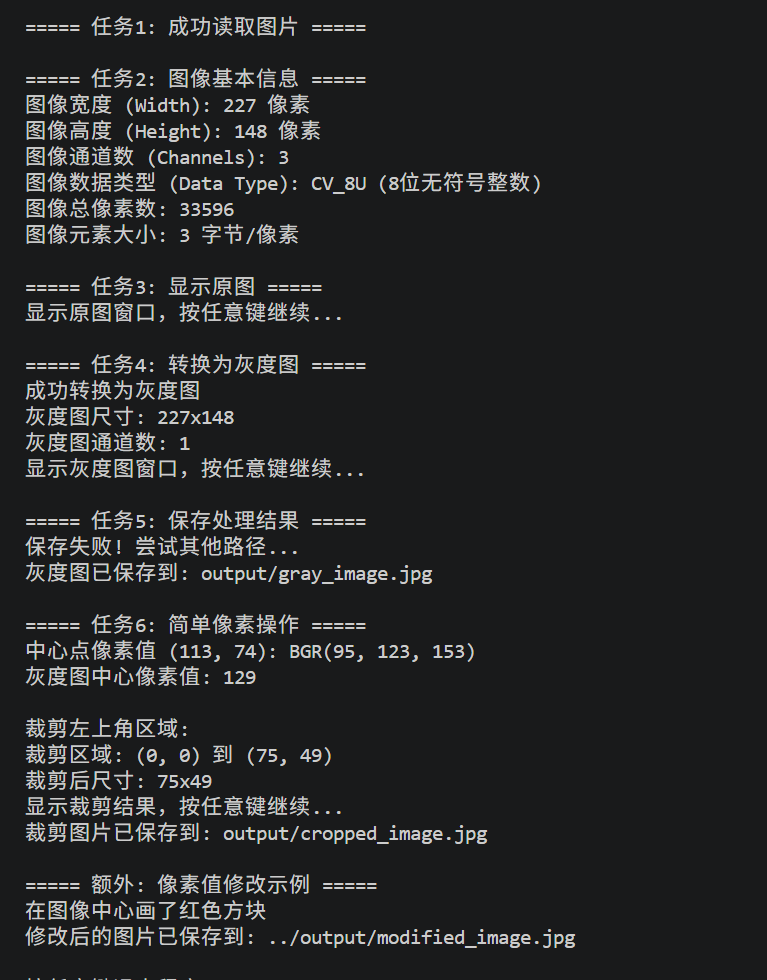 ===== 任务1: 成功读取图片 =====
===== 任务2: 图像基本信息 =====
图像宽度 (Width): 227 像素
图像高度 (Height): 148 像素
图像通道数 (Channels): 3
图像数据类型 (Data Type): CV_8U (8位无符号整数)
图像总像素数: 33596
图像元素大小: 3 字节/像素
===== 任务3: 显示原图 =====
显示原图窗口，按任意键继续...
===== 任务4: 转换为灰度图 =====
成功转换为灰度图
灰度图尺寸: 227x148
灰度图通道数: 1
显示灰度图窗口，按任意键继续...
===== 任务5: 保存处理结果 =====
保存失败! 尝试其他路径...
灰度图已保存到: output/gray_image.jpg
===== 任务6: 简单像素操作 =====
中心点像素值 (113, 74): BGR(95, 123, 153)
灰度图中心像素值: 129
裁剪左上角区域:
裁剪区域: (0, 0) 到 (75, 49)
裁剪后尺寸: 75x49
显示裁剪结果，按任意键继续...
裁剪图片已保存到: output/cropped_image.jpg
===== 额外: 像素值修改示例 =====
在图像中心画了红色方块
修改后的图片已保存到: ../output/modified_image.jpg